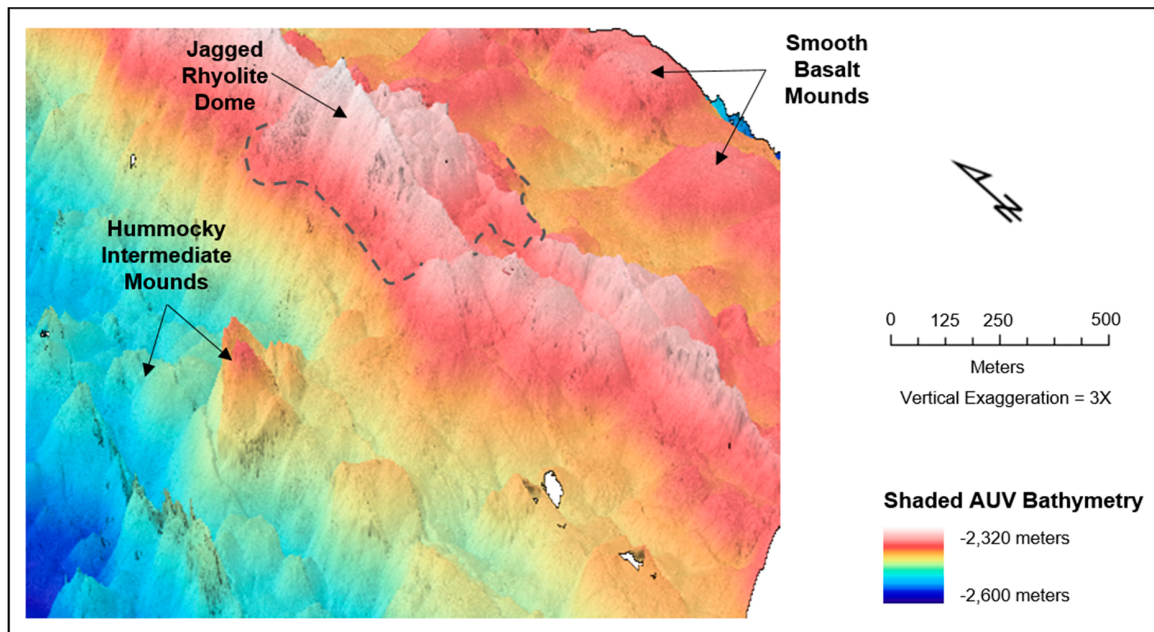 Jagged
Rhyolite
Dome
Smooth
Basalt
Mounds
Hummocky
Intermediate
Mounds
N
0 125 250 500
Meters
Vertical Exaggeration = 3X
Shaded AUV Bathymetry
-2,320 meters
-2,600 meters